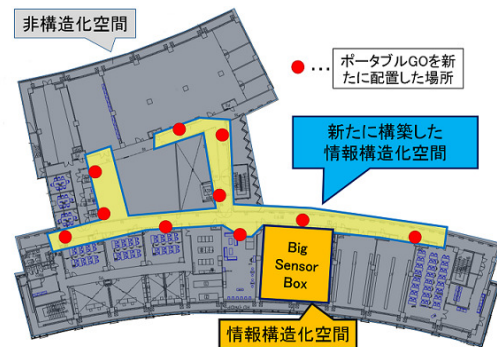 非構造化空間
… ポータブルGOを新
たに配置した場所
新たに構築した
情報構造化空間
Big
Sensor
Box
情報構造化空間